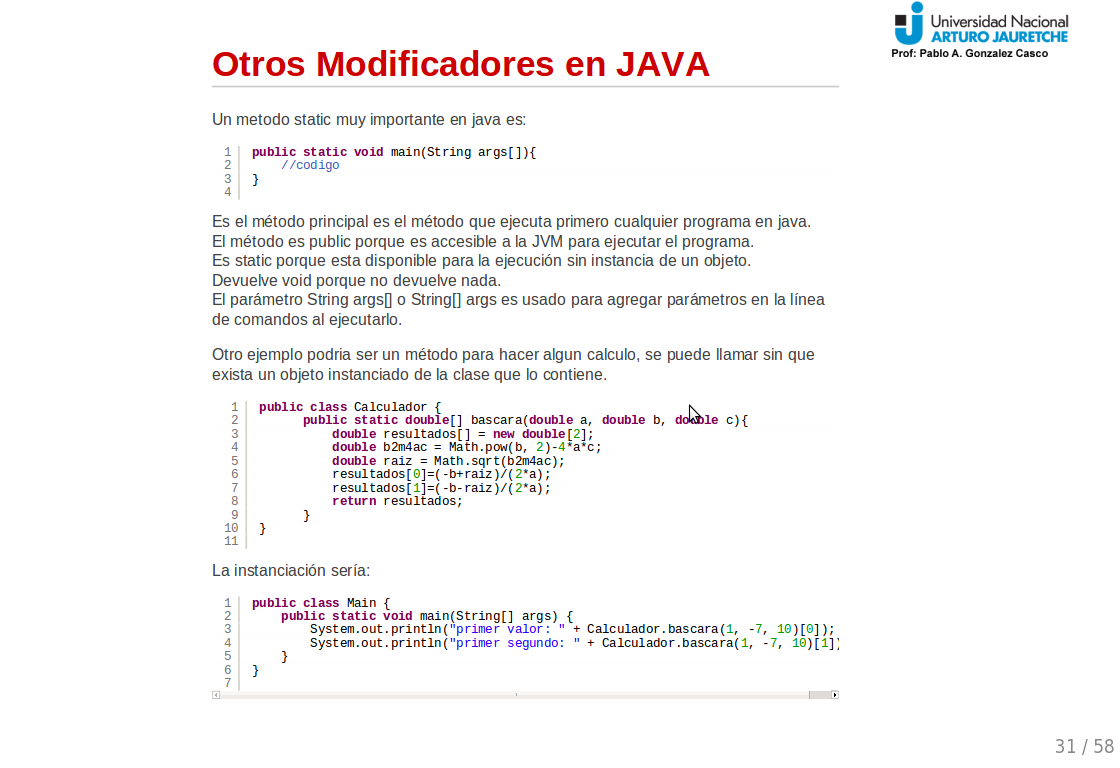 Universidad Nacional
ARTURO JAURETCHE
Prof: Pablo A. Gonzalez Casco
Otros Modificadores en JAVA
Un metodo static muy importante en java es:
1 public static void main(String args[]){
2     //codigo
3 }
4
Es el método principal es el método que ejecuta primero cualquier programa en java.
El método es public porque es accesible a la JVM para ejecutar el programa.
Es static porque esta disponible para la ejecución sin instancia de un objeto.
Devuelve void porque no devuelve nada.
El parámetro String args[] o String[] args es usado para agregar parámetros en la línea
de comandos al ejecutarlo.
Otro ejemplo podria ser un método para hacer algun calculo, se puede llamar sin que
exista un objeto instanciado de la clase que lo contiene.
1 public class Calculador {
2       public static double[] bascara(double a, double b, double c){
3           double resultados[] = new double[2];
4           double b2m4ac = Math.pow(b, 2)-4*a*c;
5           double raiz = Math.sqrt(b2m4ac);
6           resultados[0]=(-b+raiz)/(2*a);
7           resultados[1]=(-b-raiz)/(2*a);
8           return resultados;
9       }
10 }
11
La instanciación sería:
1 public class Main {
2     public static void main(String[] args) {
3         System.out.println("primer valor: " + Calculador.bascara(1, -7, 10)[0]);
4         System.out.println("primer segundo: " + Calculador.bascara(1, -7, 10)[1])
5     }
6 }
7
31 / 58